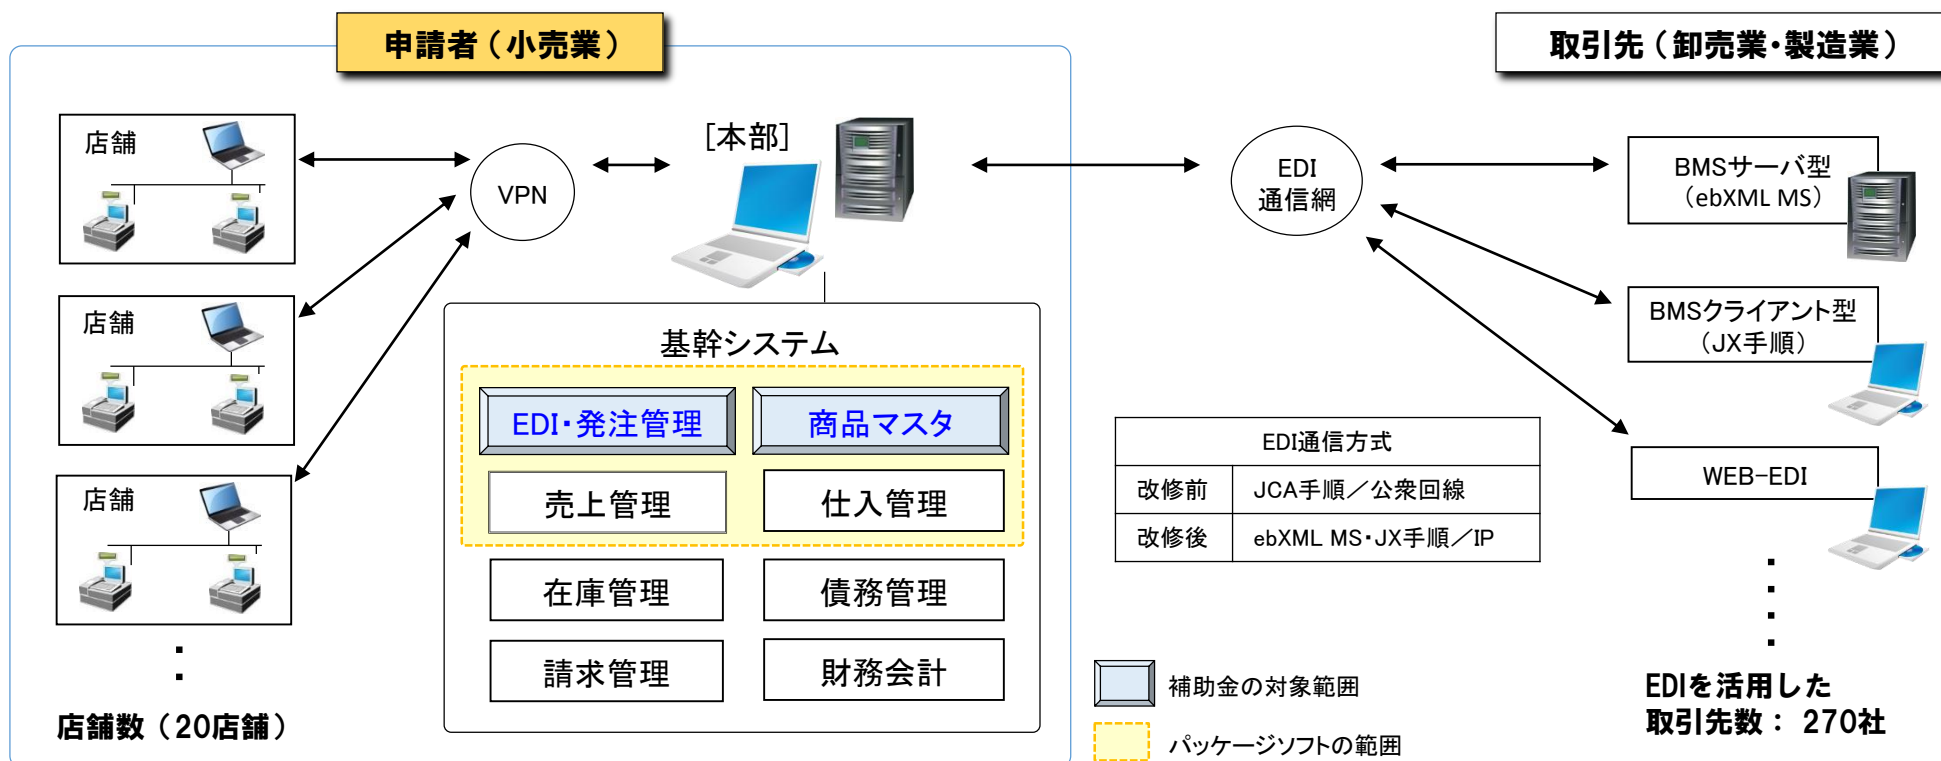 申請者（小売業）
取引先（卸売業・製造業）
店舗
店舗
店舗
・
・
店舗数（20店舗）
VPN
［本部］
基幹システム
EDI・発注管理
商品マスタ
売上管理
仕入管理
在庫管理
債務管理
請求管理
財務会計
EDI
通信網
BMSサーバ型
（ebXML MS）
BMSクライアント型
（JX手順）
WEB-EDI
・
・
・
・
EDIを活用した
取引先数： 270社
EDI通信方式
改修前 JCA手順／公衆回線
改修後 ebXML MS・JX手順／IP
補助金の対象範囲
パッケージソフトの範囲